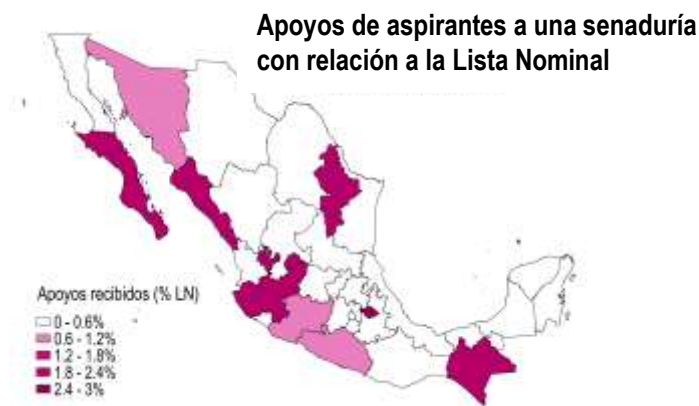 Apoyos de aspirantes a una senaduría
con relación a la Lista Nominal
Apoyos recibidos (% LN)
0 - 0.6%
0.6 - 1.2%
1.2 - 1.8%
1.8 - 2.4%
2.4 - 3%